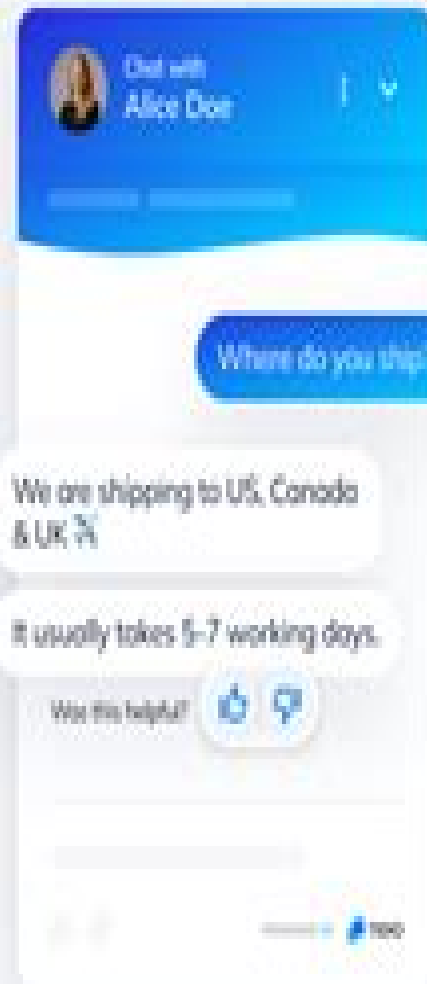 Chat with
Alice Doe
Where do you ship?
We are shipping to US, Canada
& UK ✈
It usually takes 5-7 working days.
Was this helpful?